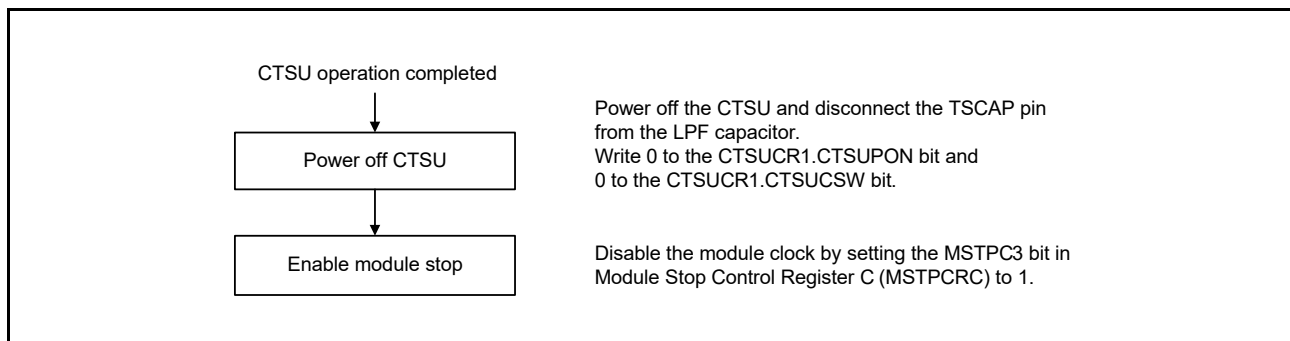 CTSU operation completed
Power off CTSU
Power off the CTSU and disconnect the TSCAP pin
from the LPF capacitor.
Write 0 to the CTSUCR1.CTSUPON bit and
0 to the CTSUCR1.CTSUCSW bit.
Enable module stop
Disable the module clock by setting the MSTPC3 bit in
Module Stop Control Register C (MSTPCRC) to 1.